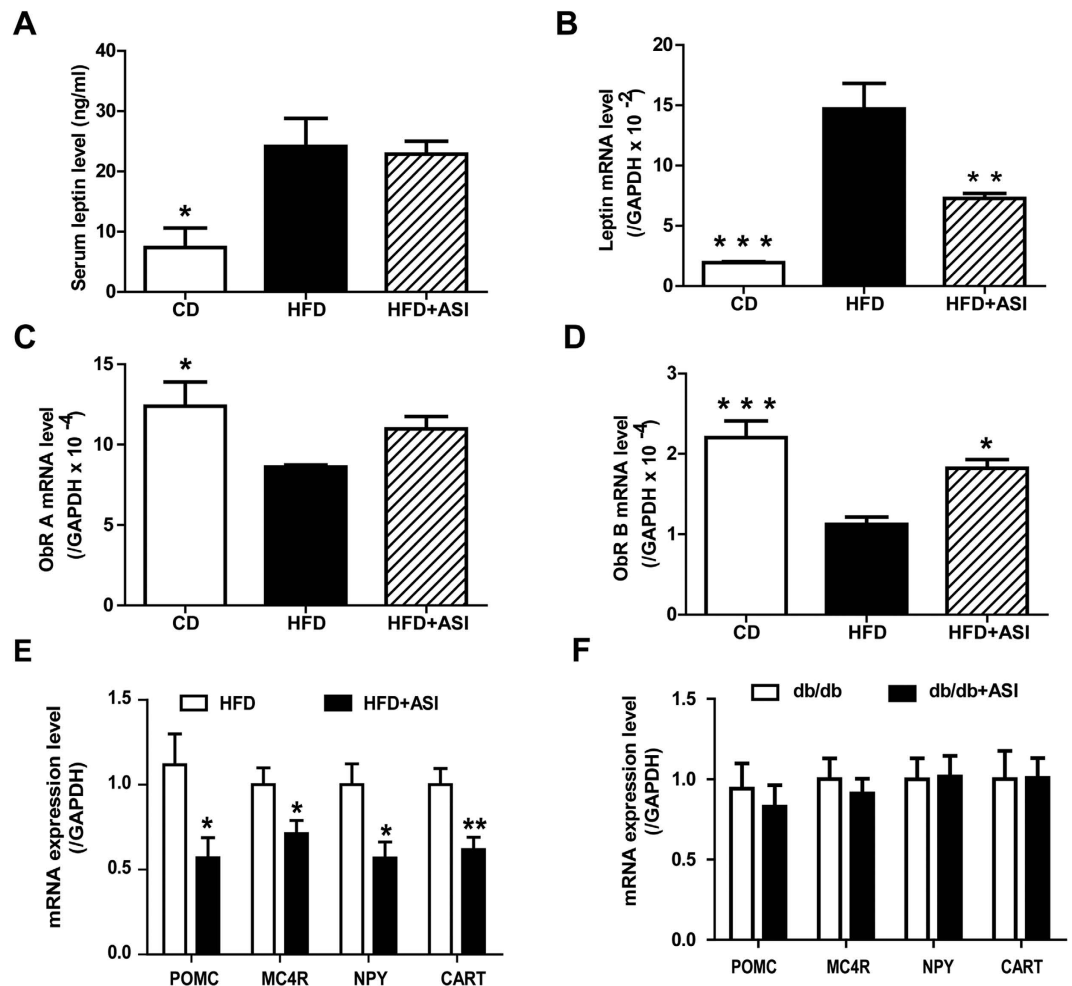 A
Serum leptin level (ng/ml)
40
30
20
10
0
*
CD
HFD
HFD+ASI
B
Leptin mRNA level
(/GAPDH x 10 -2)
20
15
10
5
0
* * *
* *
CD
HFD
HFD+ASI
C
ObR A mRNA level
(/GAPDH x 10 -4)
15
10
5
0
*
CD
HFD
HFD+ASI
D
ObR B mRNA level
(/GAPDH x 10 -4)
3
2
1
0
* * *
*
CD
HFD
HFD+ASI
E
mRNA expression level
(/GAPDH)
1.5
1.0
0.5
0.0
HFD
HFD+ASI
*
*
*
**
POMC
MC4R
NPY
CART
F
mRNA expression level
(/GAPDH)
1.5
1.0
0.5
0.0
db/db
db/db+ASI
POMC
MC4R
NPY
CART